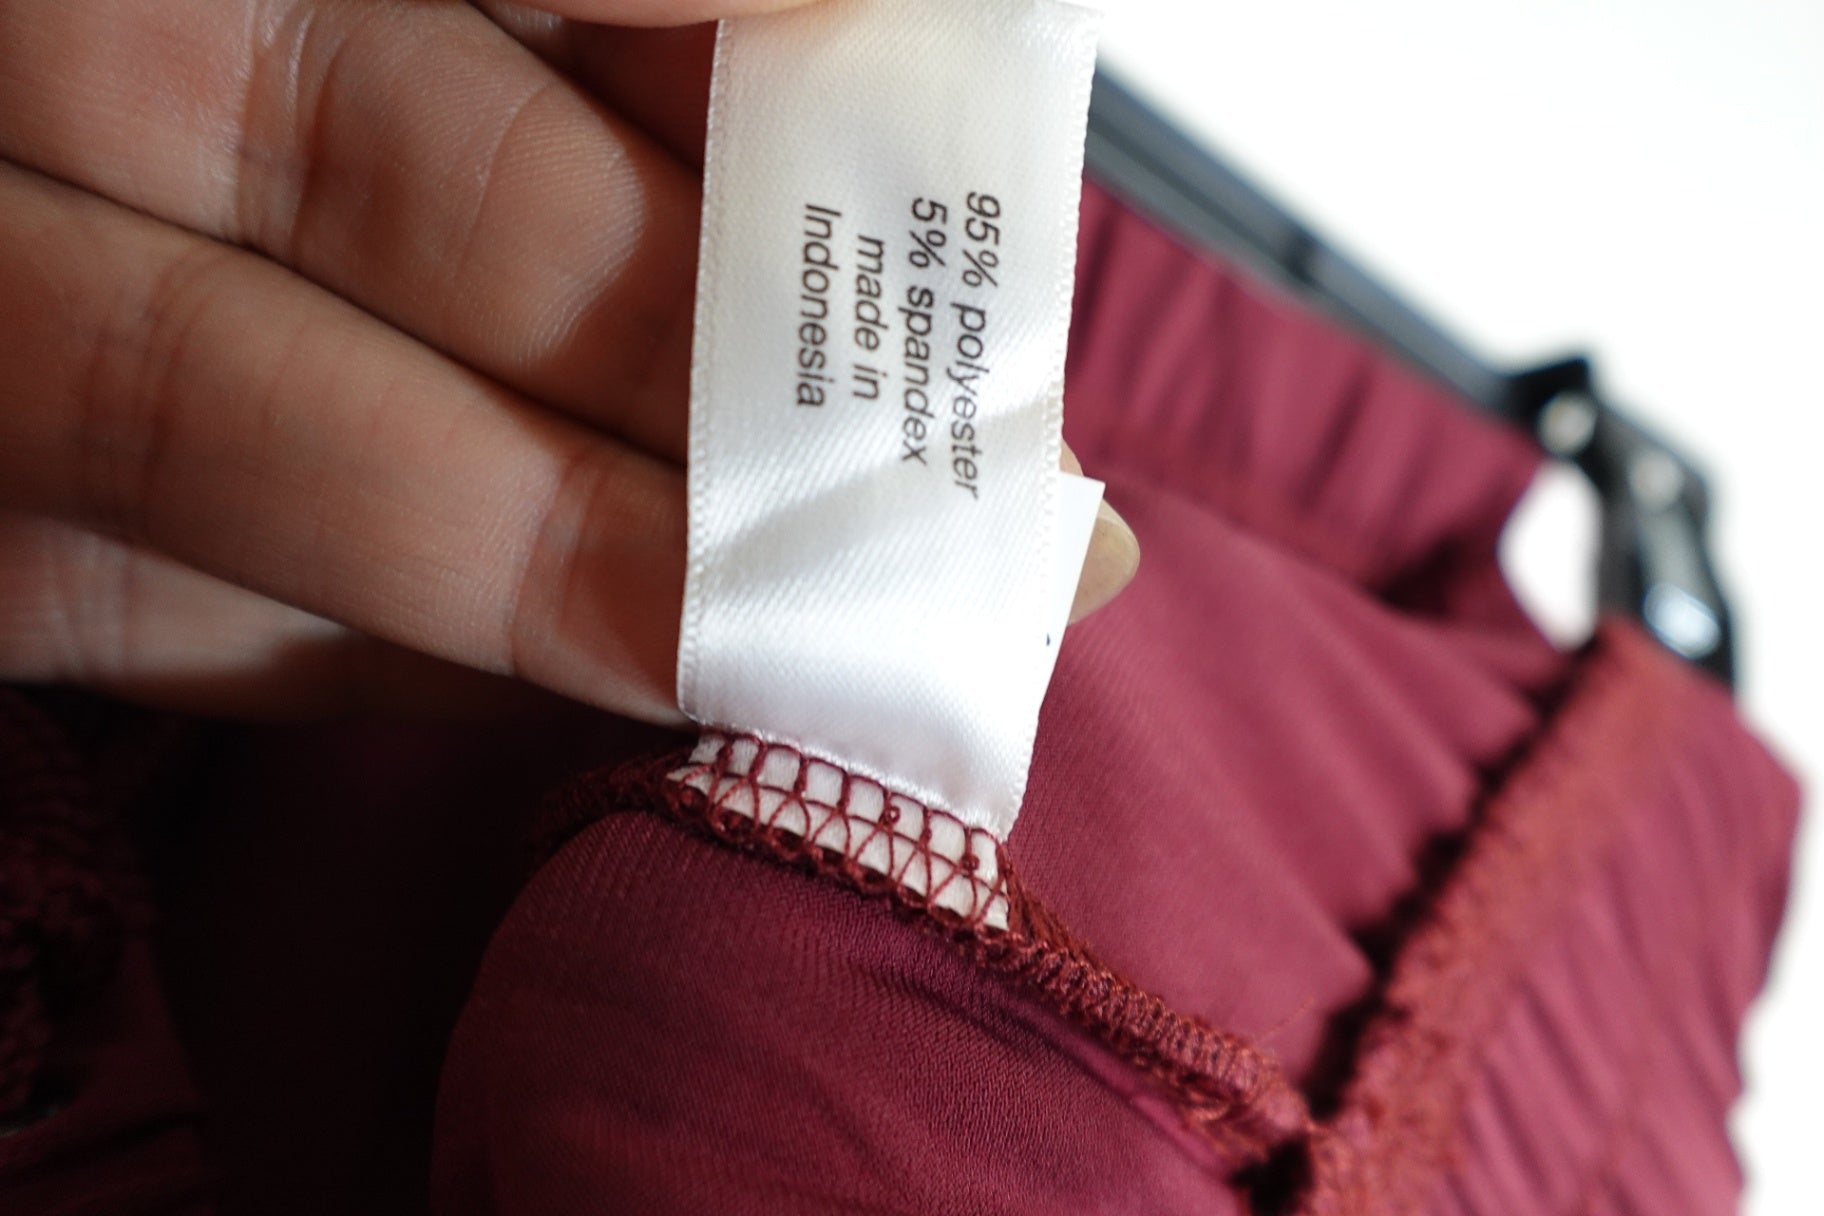 95% polyester
5% spandex
made in
Indonesia